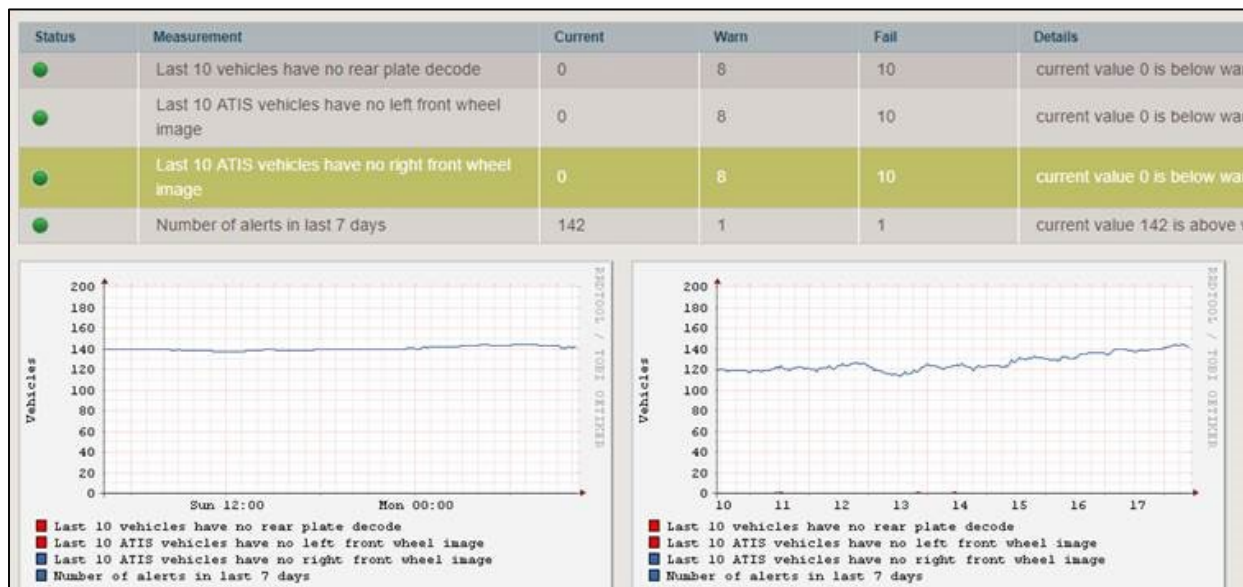 Status Measurement Current Warn Fail Details
Last 10 vehicles have no rear plate decode 0 8 10 current value 0 is below
Last 10 ATIS vehicles have no left front wheel
image 0 8 10 current value 0 is below
Last 10 ATIS vehicles have no right front wheel
image 0 8 10 current value 0 is below
Number of alerts in last 7 days 142 1 1 current value 142 is above
200
180
160
140
120
100
80
60
40
20
0
Vehicles
Sun 12:00 Mon 00:00
RRDTOOL / TOBI OETIKER
Last 10 vehicles have no rear plate decode
Last 10 ATIS vehicles have no left front wheel image
Last 10 ATIS vehicles have no right front wheel image
Number of alerts in last 7 days
200
180
160
140
120
100
80
60
40
20
0
Vehicles
10 11 12 13 14 15 16 17
RRDTOOL / TOBI OETIKER
Last 10 vehicles have no rear plate decode
Last 10 ATIS vehicles have no left front wheel image
Last 10 ATIS vehicles have no right front wheel image
Number of alerts in last 7 days